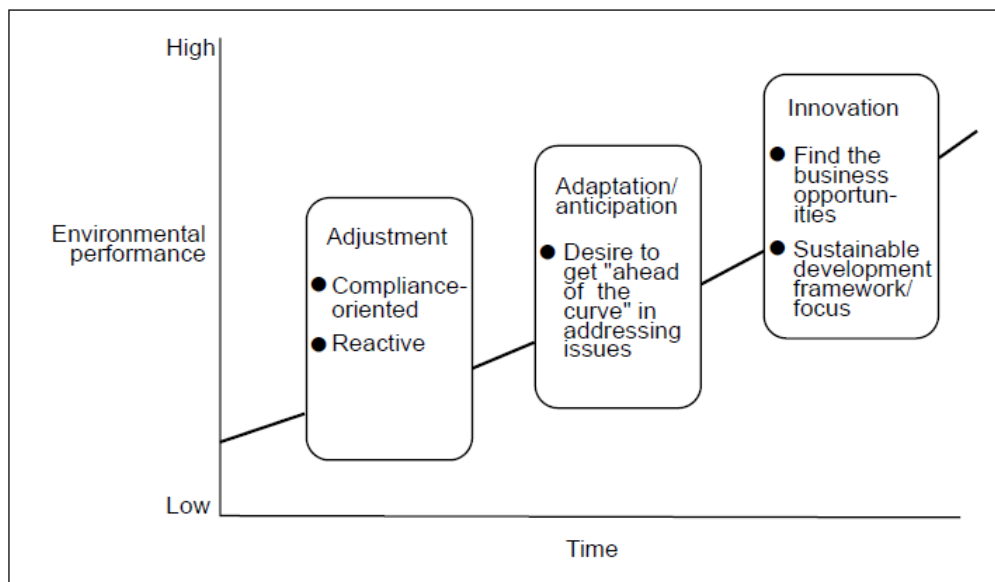 High
Environmental
performance
Low
Time
Adjustment
● Compliance-
oriented
● Reactive
Adaptation/
anticipation
● Desire to
get "ahead
of the
curve" in
addressing
issues
Innovation
● Find the
business
opportun-
ities
● Sustainable
development
framework/
focus